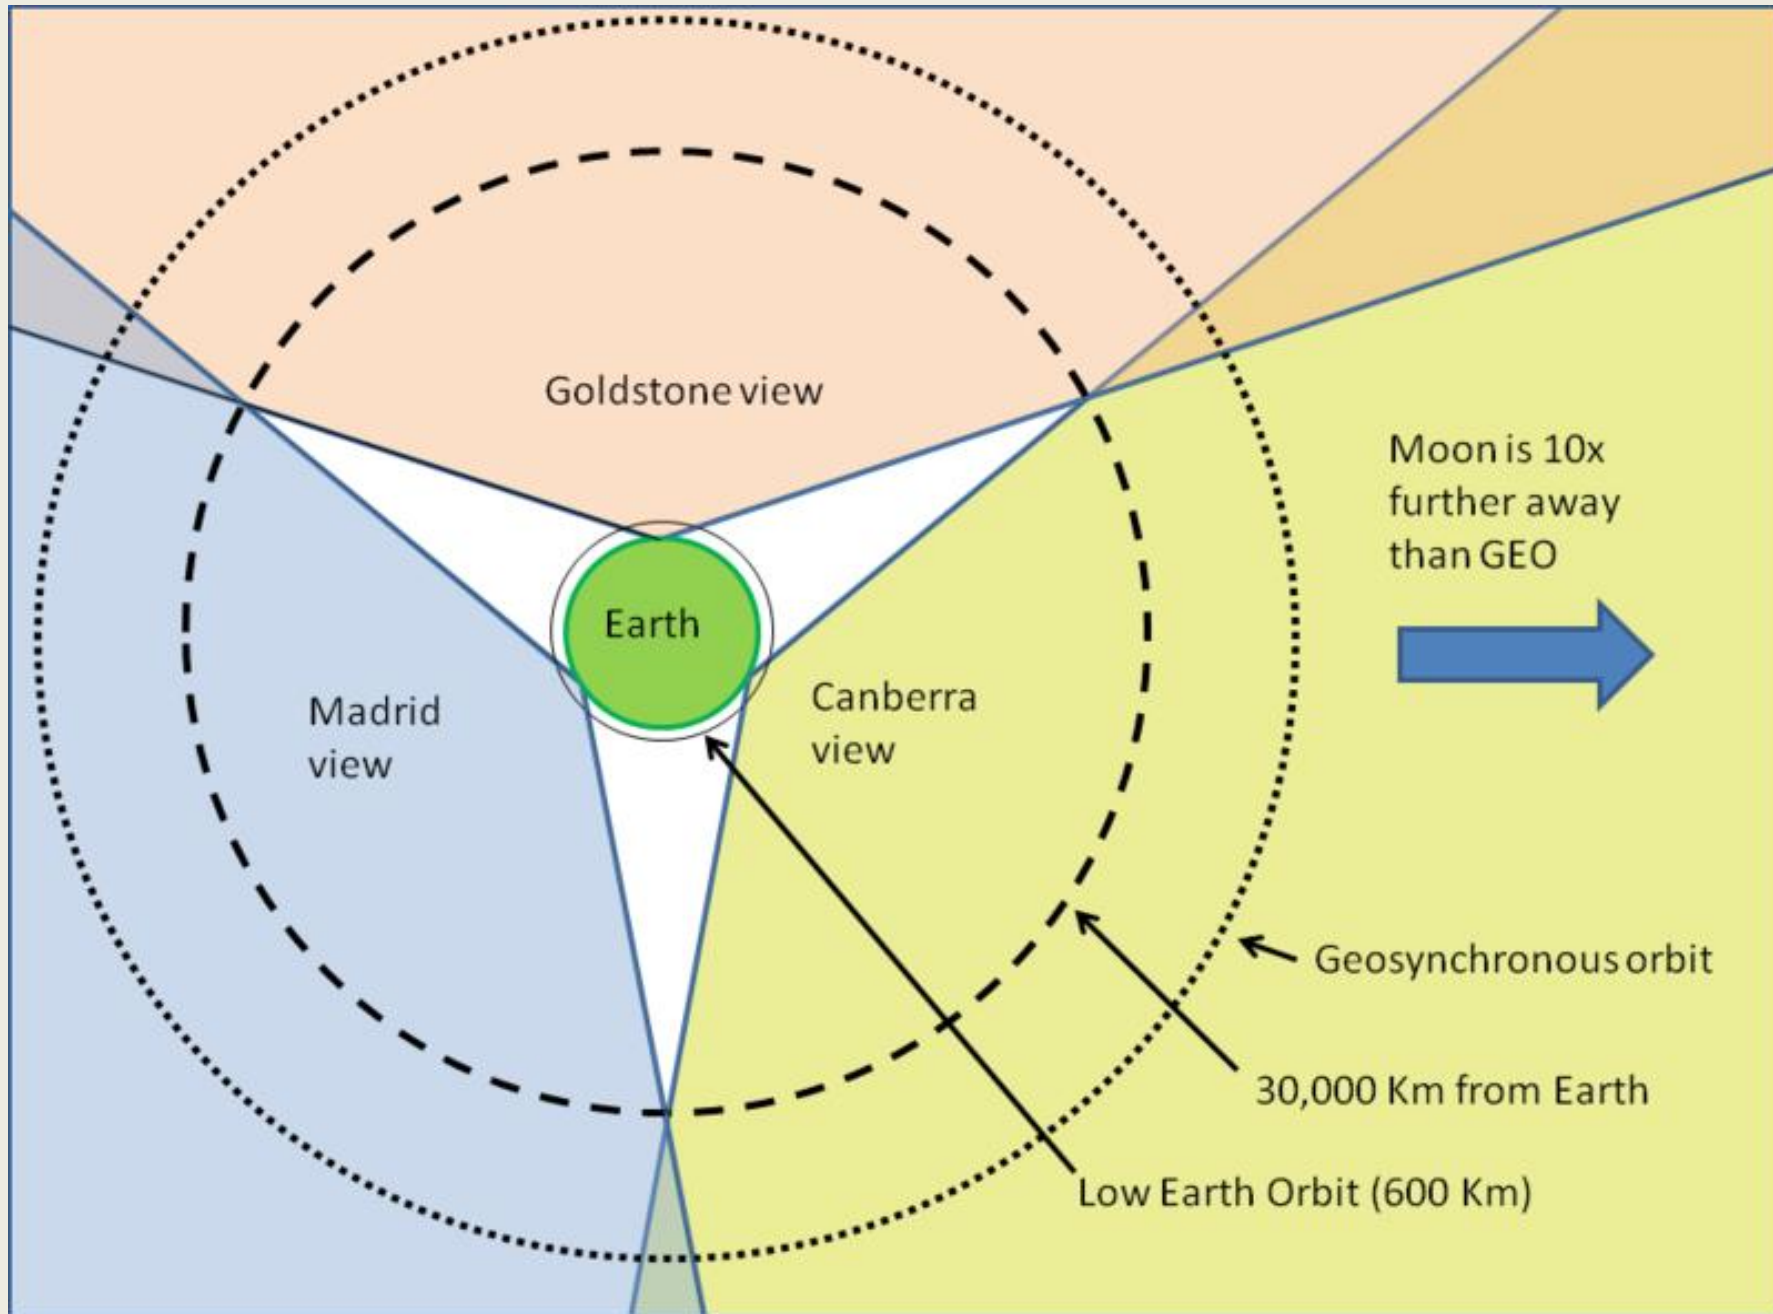 Goldstone view
Moon is 10x
further away
than GEO
Earth
Madrid
view
Canberra
view
Geosynchronous orbit
30,000 Km from Earth
Low Earth Orbit (600 Km)